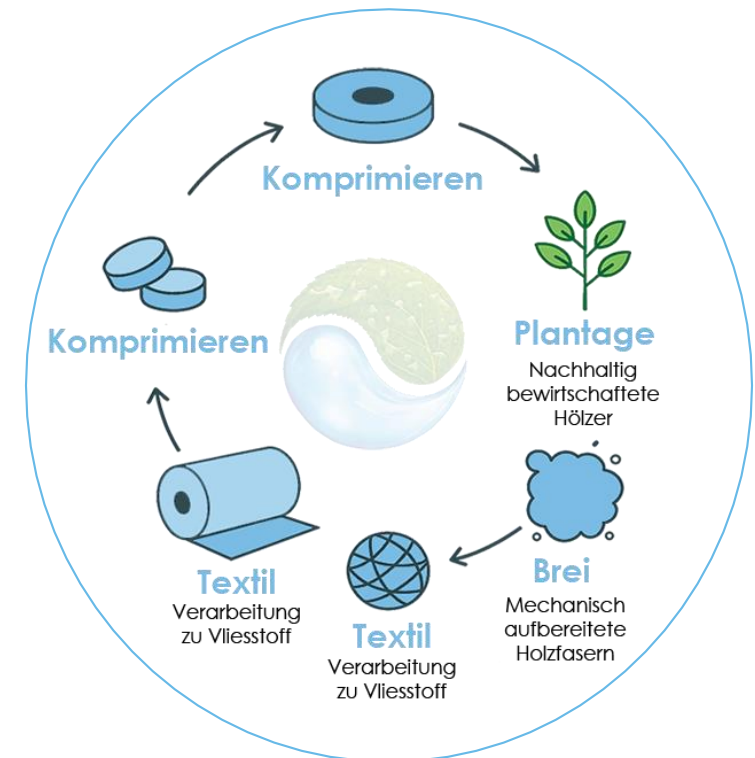 Komprimieren
Plantage
Nachhaltig
bewirtschaftete
Hölzer
Brei
Mechanisch
aufbereitete
Holzfasern
Textil
Verarbeitung
zu Vliesstoff
Textil
Verarbeitung
zu Vliesstoff
Komprimieren